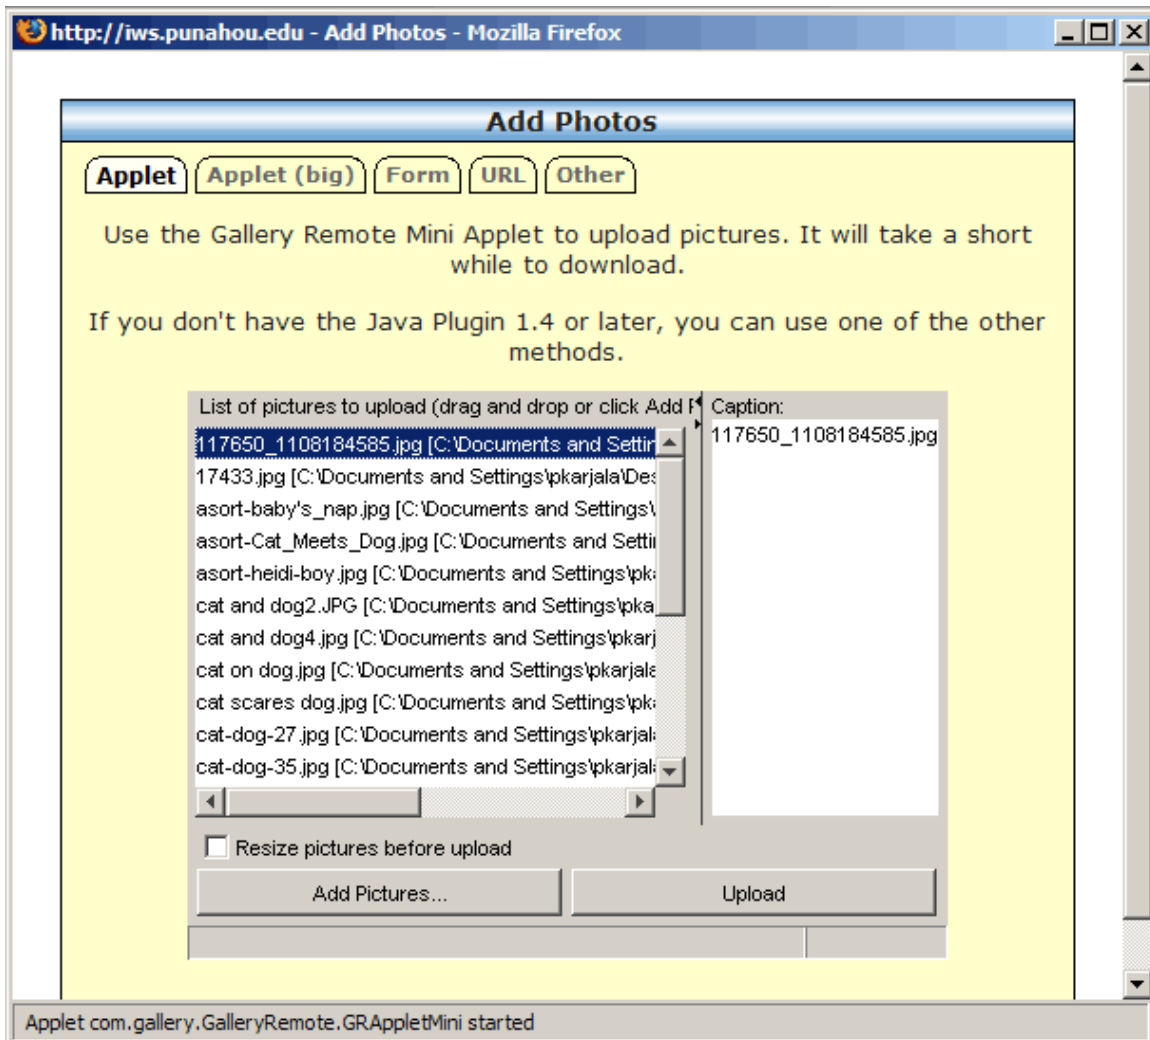 http://iws.punahou.edu - Add Photos - Mozilla Firefox
Add Photos
Applet Applet (big) Form URL Other
Use the Gallery Remote Mini Applet to upload pictures. It will take a short
while to download.
If you don't have the Java Plugin 1.4 or later, you can use one of the other
methods.
List of pictures to upload (drag and drop or click Add
Caption:
117650_1108184585.jpg [C:\Documents and Settin
117650_1108184585.jpg
17433.jpg [C:\Documents and Settings\pkarjala\Des
asort-baby's_nap.jpg [C:\Documents and Settings\
asort-Cat_Meets_Dog.jpg [C:\Documents and Setti
asort-heidi-boy.jpg [C:\Documents and Settings\pk
cat and dog2.JPG [C:\Documents and Settings\pka
cat and dog4.jpg [C:\Documents and Settings\pkarj
cat on dog.jpg [C:\Documents and Settings\pkarjala
cat scares dog.jpg [C:\Documents and Settings\pk
cat-dog-27.jpg [C:\Documents and Settings\pkarjal
cat-dog-35.jpg [C:\Documents and Settings\pkarjal
Resize pictures before upload
Add Pictures...
Upload
Applet com.gallery.GalleryRemote.GRAppletMini started